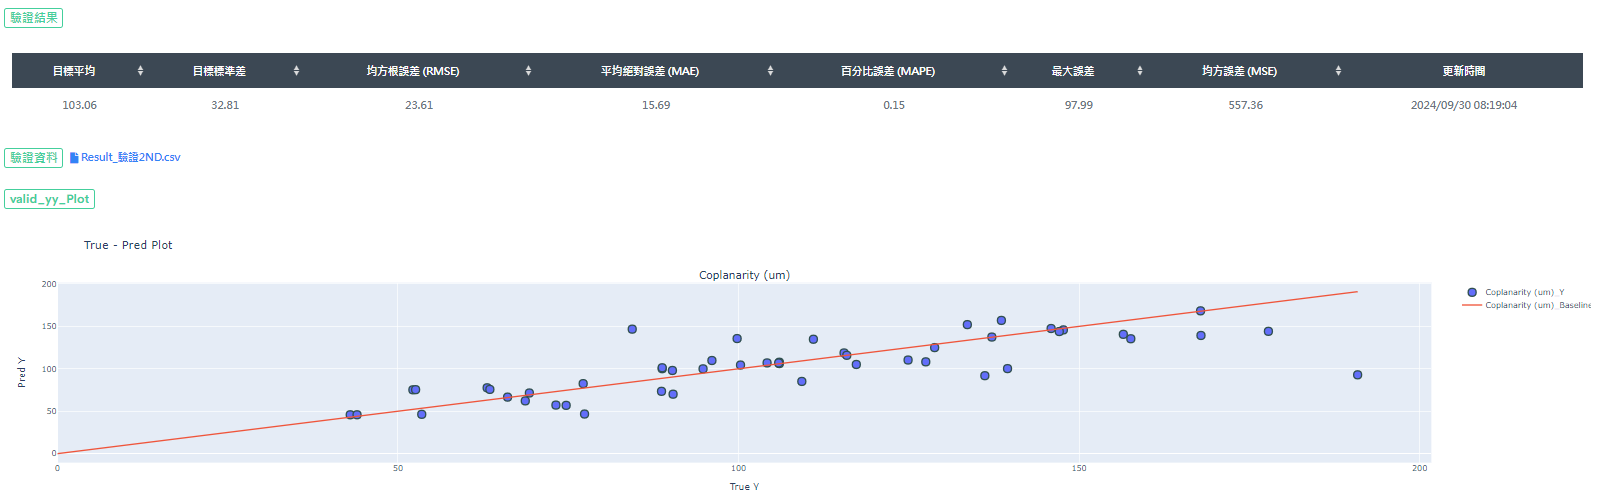 驗證結果
目標平均 目標標準差 均方根誤差 (RMSE) 平均絕對誤差 (MAE) 百分比誤差 (MAPE) 最大誤差 均方誤差 (MSE) 更新時間
103.06 32.81 23.61 15.69 0.15 97.99 557.36 2024/09/30 08:19:04
驗證資料 Result_驗證2ND.csv
valid_yy_Plot
True - Pred Plot
Coplanarity (um)
200
150
100
50
0
Pred Y
0 50 100 150 200
True Y
Coplanarity (um)_Y
Coplanarity (um)_Baseline